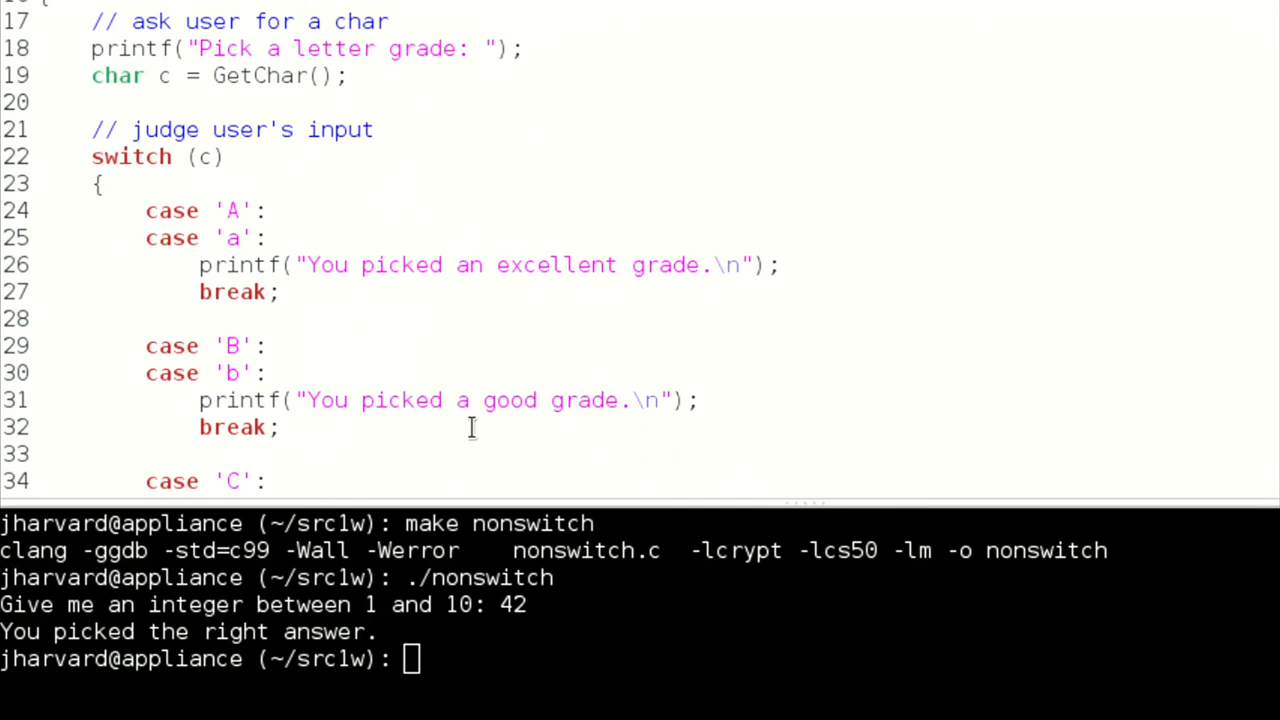 17 // ask user for a char
18 printf("Pick a letter grade: ");
19 char c = GetChar();
20
21 // judge user's input
22 switch (c)
23 {
24 case 'A':
25 case 'a':
26 printf("You picked an excellent grade.\n");
27 break;
28
29 case 'B':
30 case 'b':
31 printf("You picked a good grade.\n");
32 break;
33
34 case 'C':
jharvard@appliance (~/src1w): make nonswitch
clang -ggdb -std=c99 -Wall -Werror nonswitch.c -lcrypt -lcs50 -lm -o nonswitch
jharvard@appliance (~/src1w): ./nonswitch
Give me an integer between 1 and 10: 42
You picked the right answer.
jharvard@appliance (~/src1w):